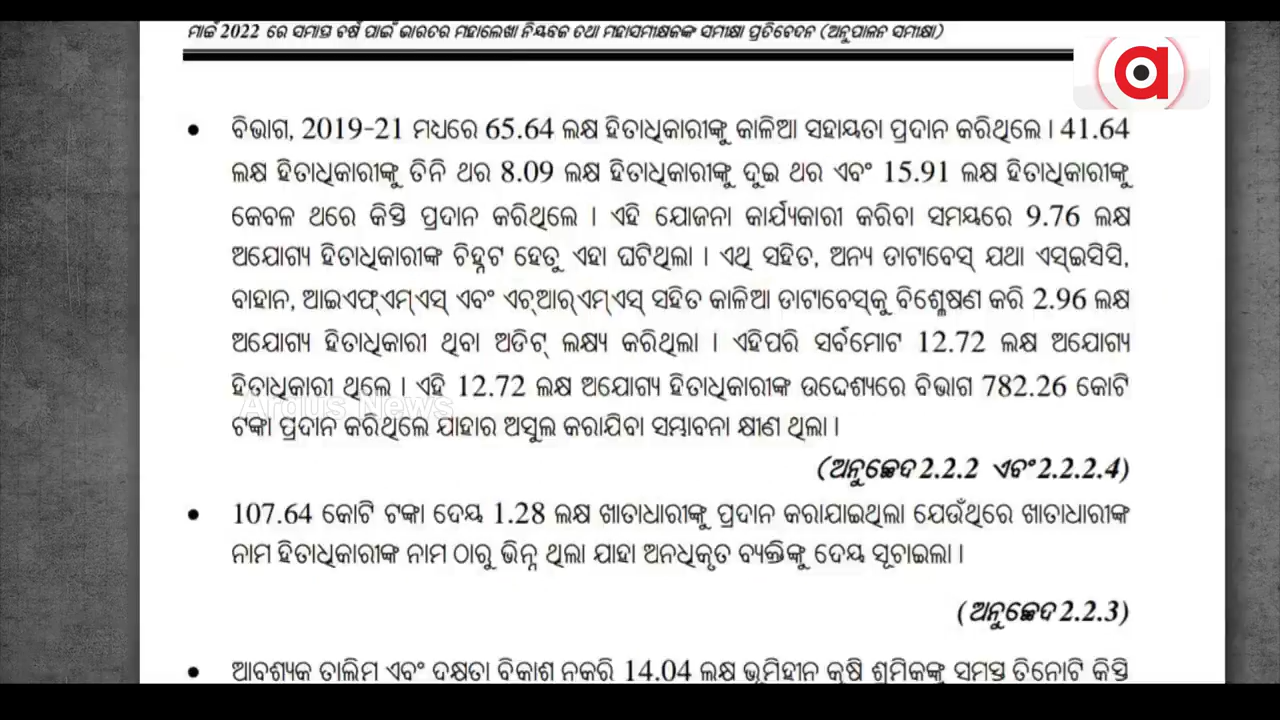 ମାର୍ଚ୍ଚ 2022 ରେ ସମାପ୍ତ ବର୍ଷ ପାଇଁ ଭାରତର ମହାଲେଖା ନିୟନ୍ତ୍ରକ ତଥା ମହାସମୀକ୍ଷକଙ୍କ ସମୀକ୍ଷା ପ୍ରତିବେଦନ (ଅନୁପାଳନ ସମୀକ୍ଷା)
a
• ବିଭାଗ, 2019-21 ମଧ୍ୟରେ 65.64 ଲକ୍ଷ ହିତାଧିକାରୀଙ୍କୁ କାଳିଆ ସହାୟତା ପ୍ରଦାନ କରିଥିଲେ । 41.64
ଲକ୍ଷ ହିତାଧିକାରୀଙ୍କୁ ତିନି ଥର 8.09 ଲକ୍ଷ ହିତାଧିକାରୀଙ୍କୁ ଦୁଇ ଥର ଏବଂ 15.91 ଲକ୍ଷ ହିତାଧିକାରୀଙ୍କୁ
କେବଳ ଥରେ କିସ୍ତି ପ୍ରଦାନ କରିଥିଲେ । ଏହି ଯୋଜନା କାର୍ଯ୍ୟକାରୀ କରିବା ସମୟରେ 9.76 ଲକ୍ଷ
ଅଯୋଗ୍ୟ ହିତାଧିକାରୀଙ୍କ ଚିହ୍ନଟ ହେତୁ ଏହା ଘଟିଥିଲା । ଏଥି ସହିତ, ଅନ୍ୟ ଡାଟାବେସ୍ ଯଥା ଏସ୍ଇସିସି,
ବାହାନ, ଆଇଏଫ୍ଏମ୍ଏସ୍ ଏବଂ ଏଚ୍ଆର୍ଏମ୍ଏସ୍ ସହିତ କାଳିଆ ଡାଟାବେସ୍‌କୁ ବିଶ୍ଳେଷଣ କରି 2.96 ଲକ୍ଷ
ଅଯୋଗ୍ୟ ହିତାଧିକାରୀ ଥିବା ଅଡିଟ୍ ଲକ୍ଷ୍ୟ କରିଥିଲା । ଏହିପରି ସର୍ବମୋଟ 12.72 ଲକ୍ଷ ଅଯୋଗ୍ୟ
ହିତାଧିକାରୀ ଥିଲେ । ଏହି 12.72 ଲକ୍ଷ ଅଯୋଗ୍ୟ ହିତାଧିକାରୀଙ୍କ ଉଦ୍ଦେଶ୍ୟରେ ବିଭାଗ 782.26 କୋଟି
Argus News
ଟଙ୍କା ପ୍ରଦାନ କରିଥିଲେ ଯାହାର ଅସୁଲ କରାଯିବା ସମ୍ଭାବନା କ୍ଷୀଣ ଥିଲା ।
(ଅନୁଚ୍ଛେଦ 2.2.2 ଏବଂ 2.2.2.4)
• 107.64 କୋଟି ଟଙ୍କା ଦେୟ 1.28 ଲକ୍ଷ ଖାତାଧାରୀଙ୍କୁ ପ୍ରଦାନ କରାଯାଇଥିଲା ଯେଉଁଥିରେ ଖାତାଧାରୀଙ୍କ
ନାମ ହିତାଧିକାରୀଙ୍କ ନାମ ଠାରୁ ଭିନ୍ନ ଥିଲା ଯାହା ଅନଧିକୃତ ବ୍ୟକ୍ତିଙ୍କୁ ଦେୟ ସୂଚାଇଲା ।
(ଅନୁଚ୍ଛେଦ 2.2.3)
• ଆବଶ୍ୟକ ତାଲିମ ଏବଂ ଦକ୍ଷତା ବିକାଶ ନକରି 14.04 ଲକ୍ଷ ଭୂମିହୀନ କୃଷି ଶ୍ରମିକଙ୍କୁ ସମସ୍ତ ତିନୋଟି କିସ୍ତି